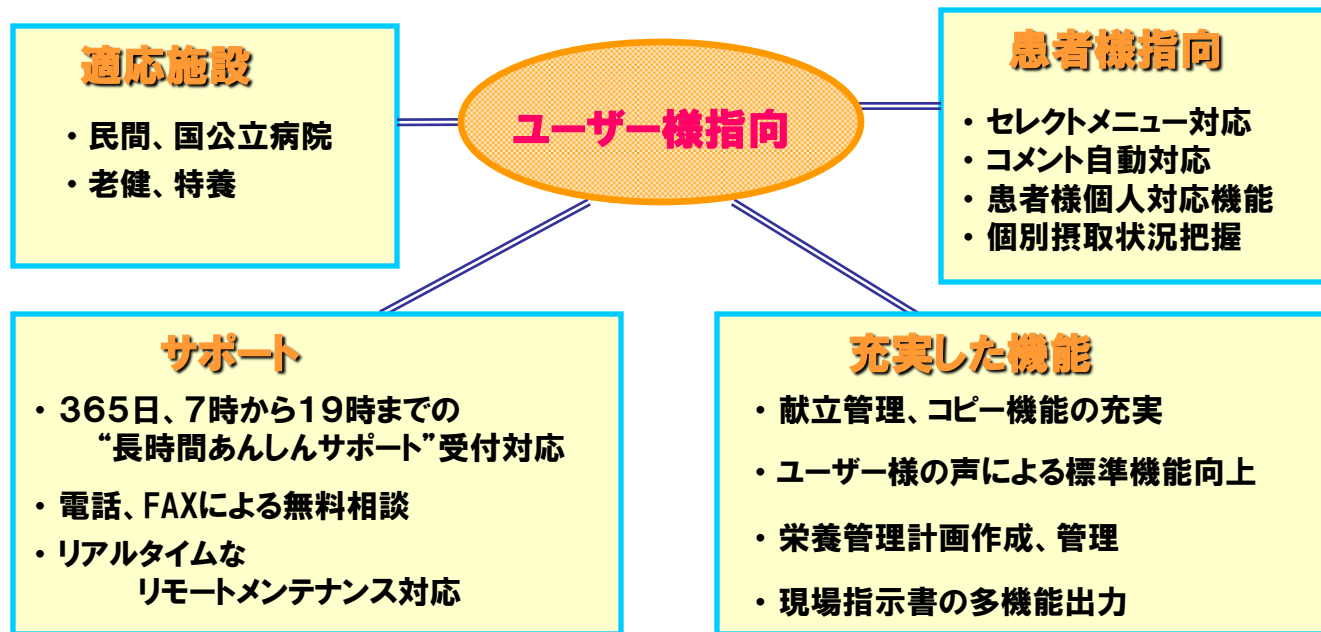 適応施設
・民間、国公立病院
・老健、特養
ユーザー様指向
患者様指向
・セレクトメニュー対応
・コメント自動対応
・患者様個人対応機能
・個別摂取状況把握
サポート
・365日、7時から19時までの
“長時間あんしんサポート”受付対応
・電話、FAXによる無料相談
・リアルタイムな
リモートメンテナンス対応
充実した機能
・献立管理、コピー機能の充実
・ユーザー様の声による標準機能向上
・栄養管理計画作成、管理
・現場指示書の多機能出力